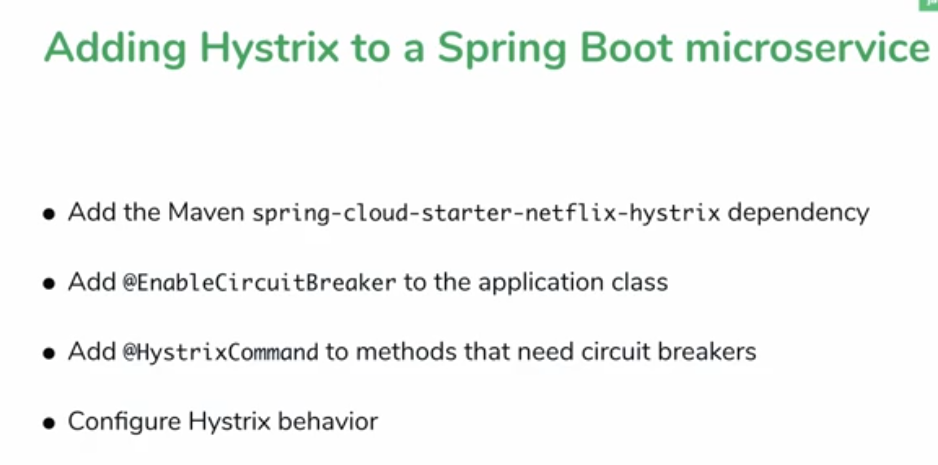 Adding Hystrix to a Spring Boot microservice
● Add the Maven spring-cloud-starter-netflix-hystrix dependency
● Add @EnableCircuitBreaker to the application class
● Add @HystrixCommand to methods that need circuit breakers
● Configure Hystrix behavior